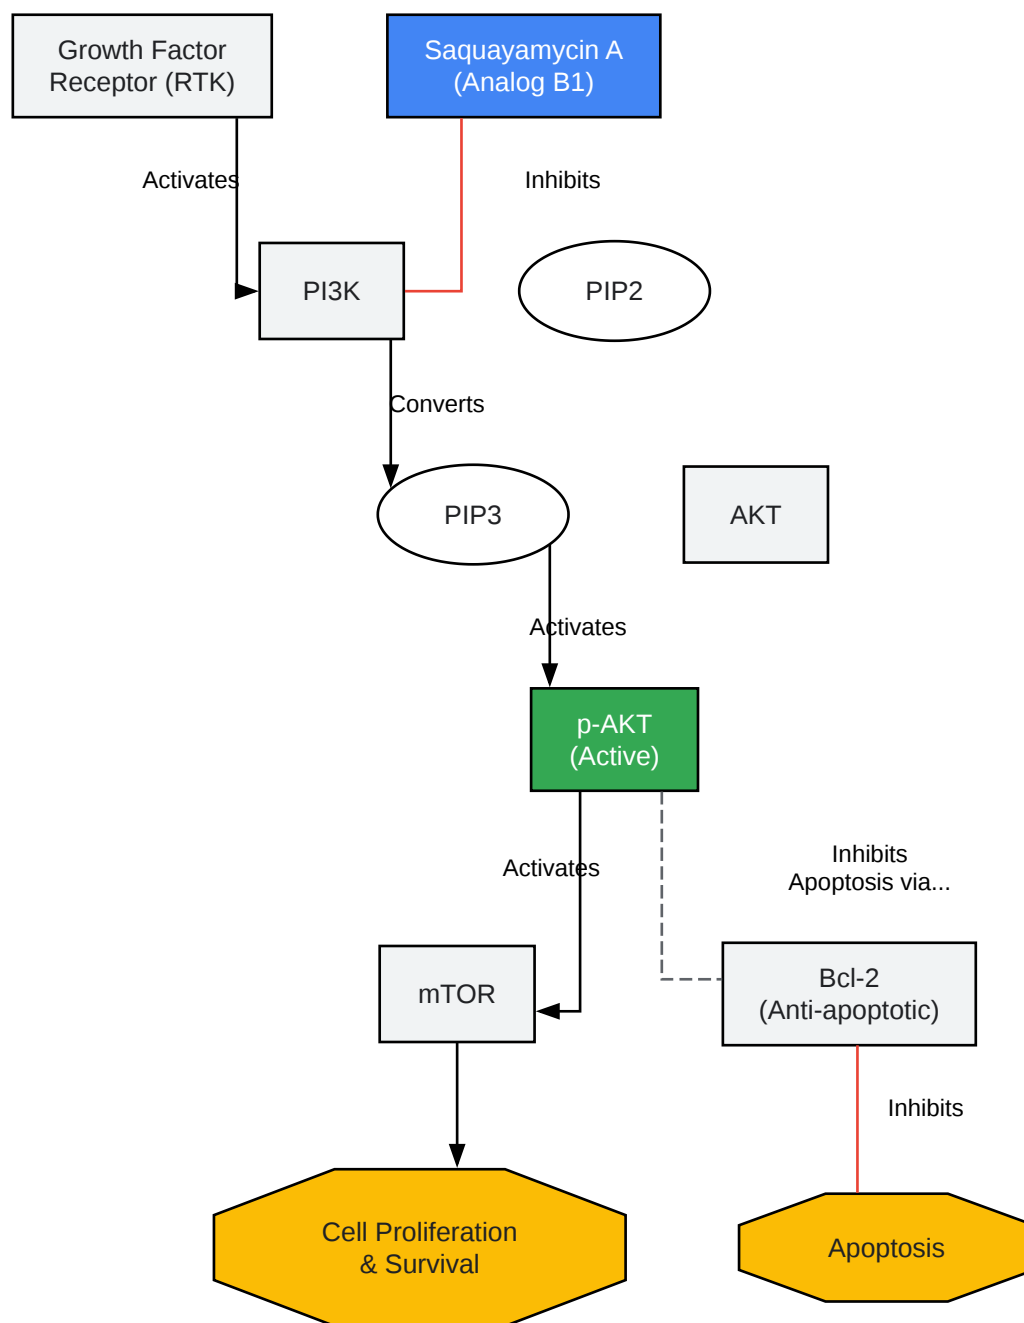 Growth Factor
Receptor (RTK)
Saquayamycin A
(Analog B1)
Activates
Inhibits
PI3K
PIP2
Converts
PIP3
AKT
Activates
p-AKT
(Active)
Activates
Inhibits
Apoptosis via...
mTOR
Bcl-2
(Anti-apoptotic)
Inhibits
Cell Proliferation
& Survival
Apoptosis